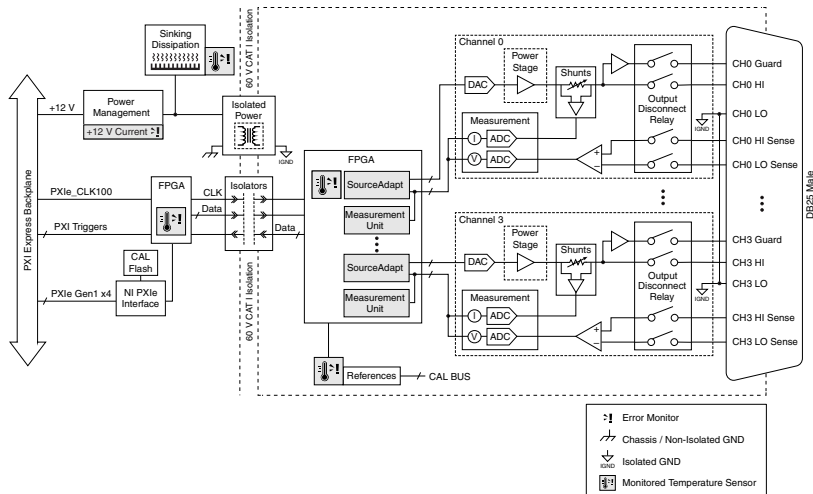 Sinking
Dissipation
60 V CAT I Isolation
+12 V
Power
Management
+12 V Current
Isolated
Power
IGND
PXI Express Backplane
PXIe_CLK100
PXI Triggers
PXIe Gen1 x4
FPGA
CAL
Flash
NI PXIe
Interface
CLK
Data
Isolators
Data
60 V CAT I Isolation
FPGA
SourceAdapt
Measurement
Unit
SourceAdapt
Measurement
Unit
References
CAL BUS
Channel 0
Power
Stage
DAC
Shunts
Measurement
I
ADC
V
ADC
+
–
Output
Disconnect
Relay
IGND
CH0 Guard
CH0 HI
CH0 LO
CH0 HI Sense
CH0 LO Sense
Channel 3
Power
Stage
DAC
Shunts
Measurement
I
ADC
V
ADC
+
–
Output
Disconnect
Relay
IGND
CH3 Guard
CH3 HI
CH3 LO
CH3 HI Sense
CH3 LO Sense
DB25 Male
Error Monitor
Chassis / Non-Isolated GND
IGND
Isolated GND
Monitored Temperature Sensor